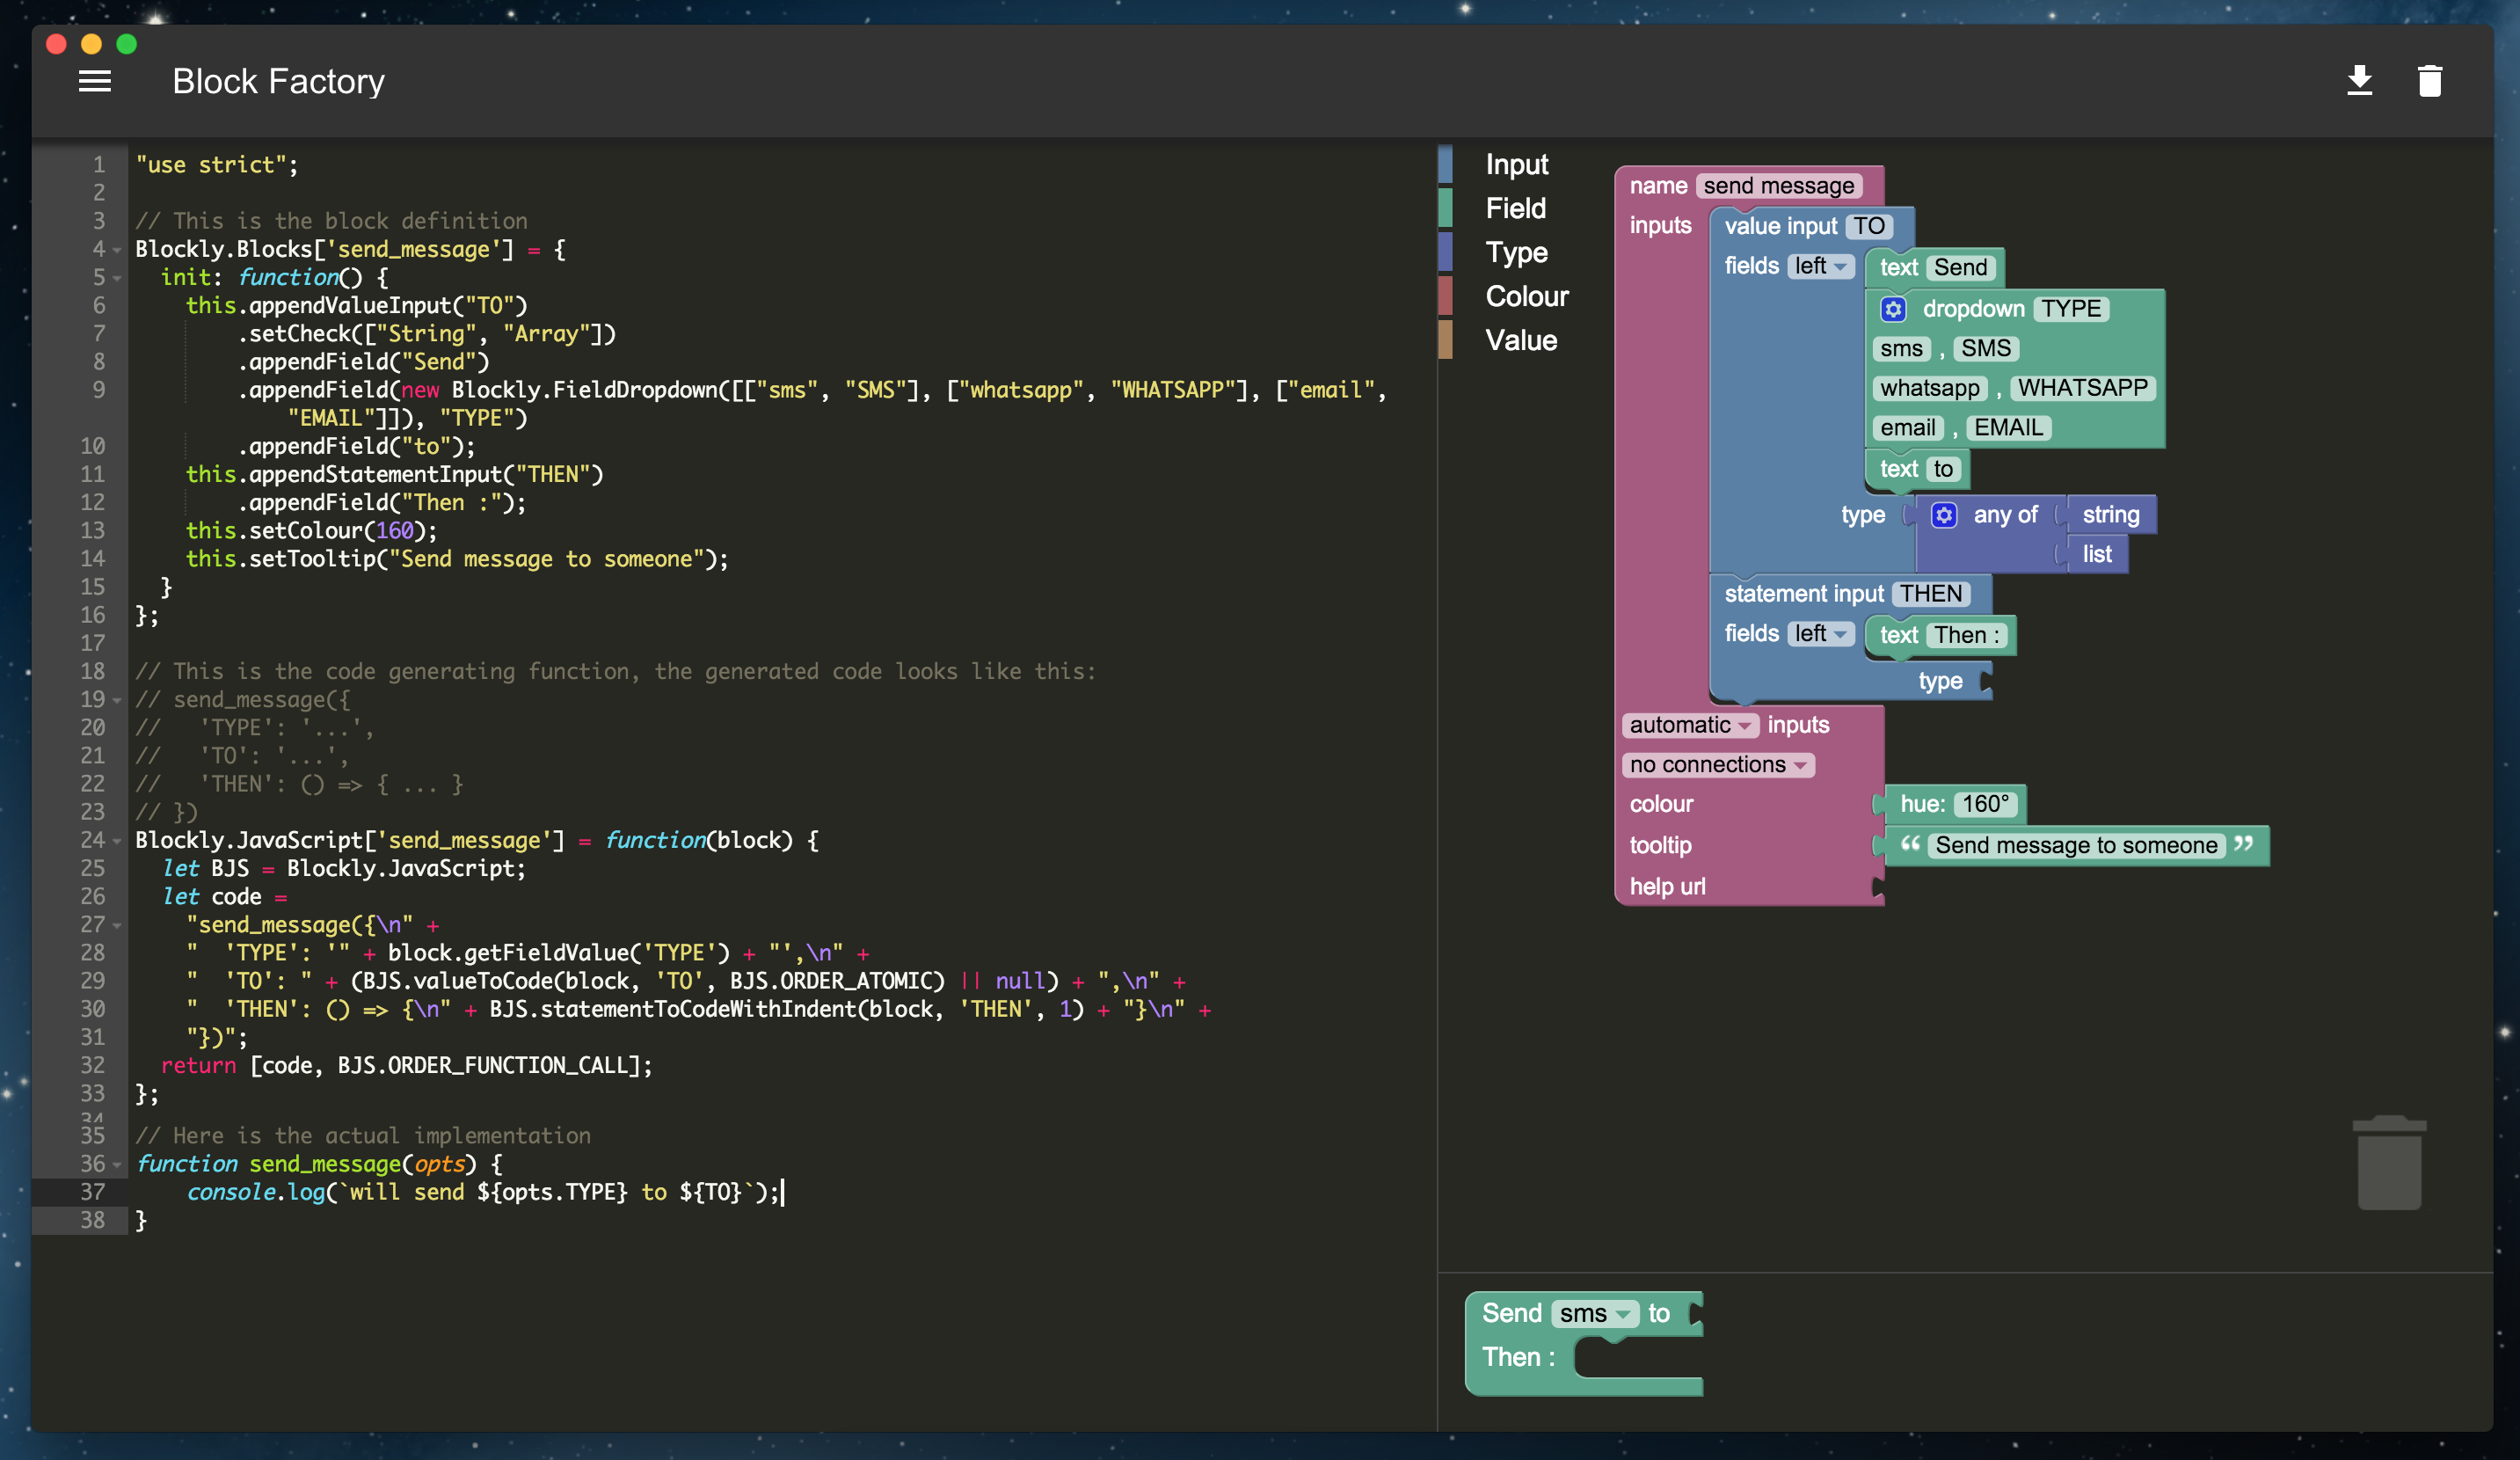 Block Factory
1 "use strict";
2
3 // This is the block definition
4 Blockly.Blocks['send_message'] = {
5   init: function() {
6     this.appendValueInput("TO")
7         .setCheck(["String", "Array"])
8         .appendField("Send")
9         .appendField(new Blockly.FieldDropdown([["sms", "SMS"], ["whatsapp", "WHATSAPP"], ["email",
            "EMAIL"]]), "TYPE")
10         .appendField("to");
11     this.appendStatementInput("THEN")
12         .appendField("Then :");
13     this.setColour(160);
14     this.setTooltip("Send message to someone");
15   }
16 };
17
18 // This is the code generating function, the generated code looks like this:
19 // send_message({
20 //   'TYPE': '...',
21 //   'TO': '...',
22 //   'THEN': () => { ... }
23 // })
24 Blockly.JavaScript['send_message'] = function(block) {
25   let BJS = Blockly.JavaScript;
26   let code =
27     "send_message({\n" +
28     "  'TYPE': '" + block.getFieldValue('TYPE') + "',\n" +
29     "  'TO': " + (BJS.valueToCode(block, 'TO', BJS.ORDER_ATOMIC) || null) + ",\n" +
30     "  'THEN': () => {\n" + BJS.statementToCodeWithIndent(block, 'THEN', 1) + "}\n" +
31     "})";
32   return [code, BJS.ORDER_FUNCTION_CALL];
33 };
34
35 // Here is the actual implementation
36 function send_message(opts) {
37     console.log(`will send ${opts.TYPE} to ${TO}`);
38 }
Input
Field
Type
Colour
Value
name send message
inputs value input TO
fields left text Send
dropdown TYPE
sms , SMS
whatsapp , WHATSAPP
email , EMAIL
text to
type any of string
list
statement input THEN
fields left text Then :
type
automatic inputs
no connections
colour hue: 160°
tooltip “ Send message to someone ”
help url
Send sms to
Then :